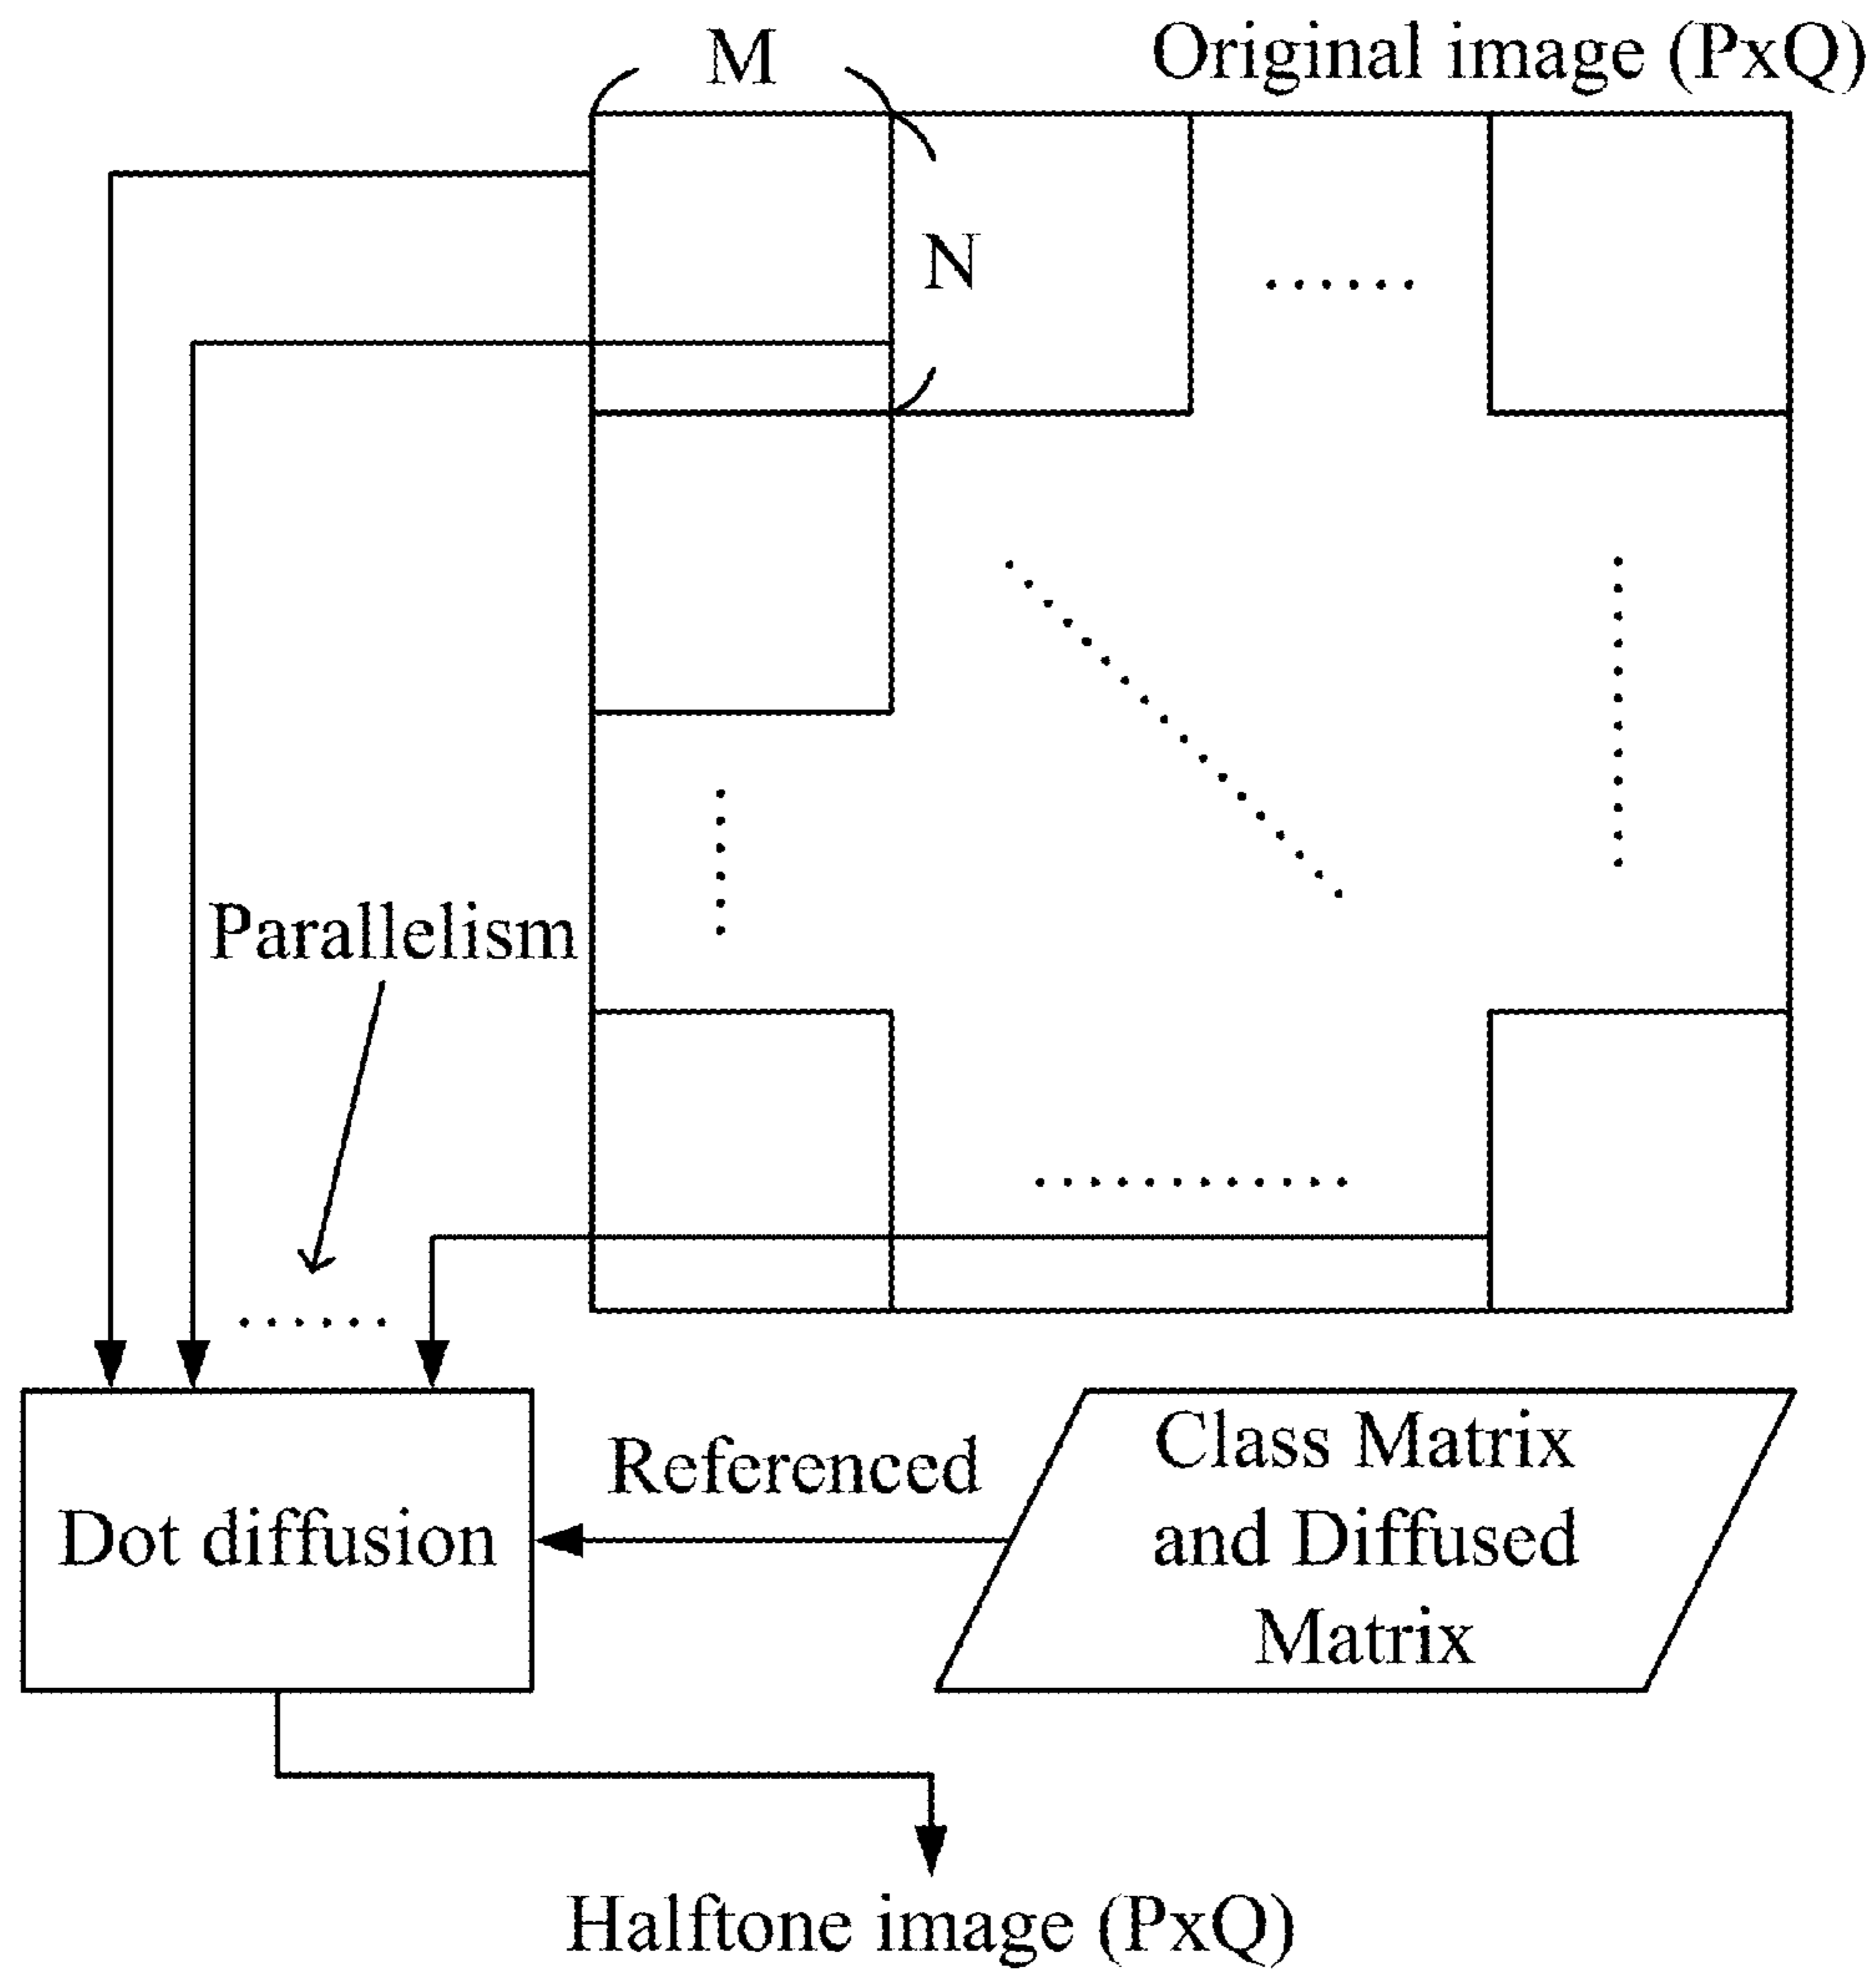 M
Original image (PxQ)
N
Parallelism
Referenced
Class Matrix
and Diffused
Matrix
Dot diffusion
Halftone image (PxQ)